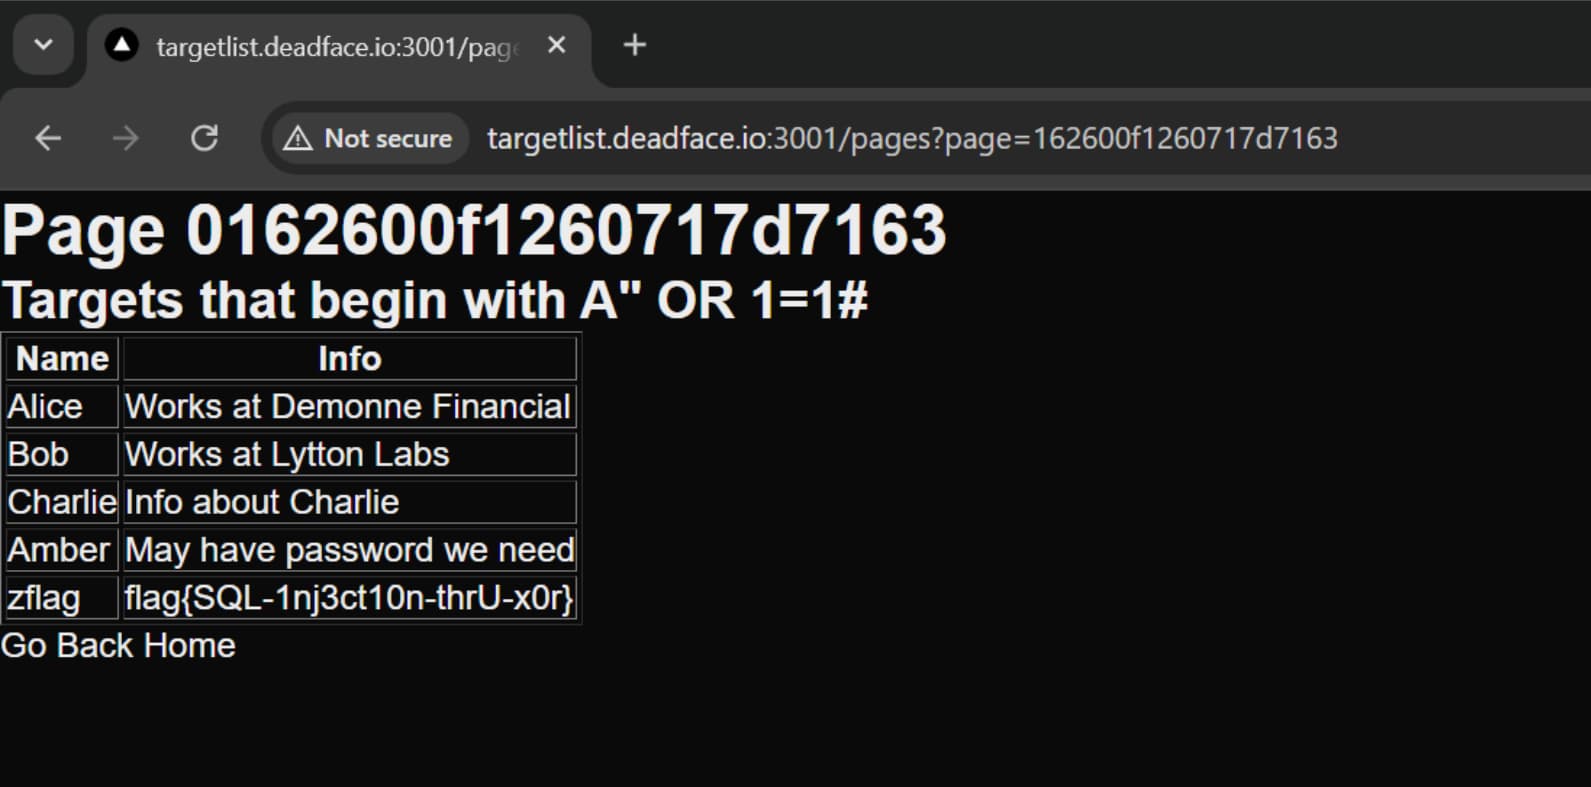 targetlist.deadface.io:3001/page
Not secure targetlist.deadface.io:3001/pages?page=162600f1260717d7163
Page 0162600f1260717d7163
Targets that begin with A" OR 1=1#
Name Info
Alice Works at Demonne Financial
Bob Works at Lytton Labs
Charlie Info about Charlie
Amber May have password we need
zflag flag{SQL-1nj3ct10n-thrU-x0r}
Go Back Home